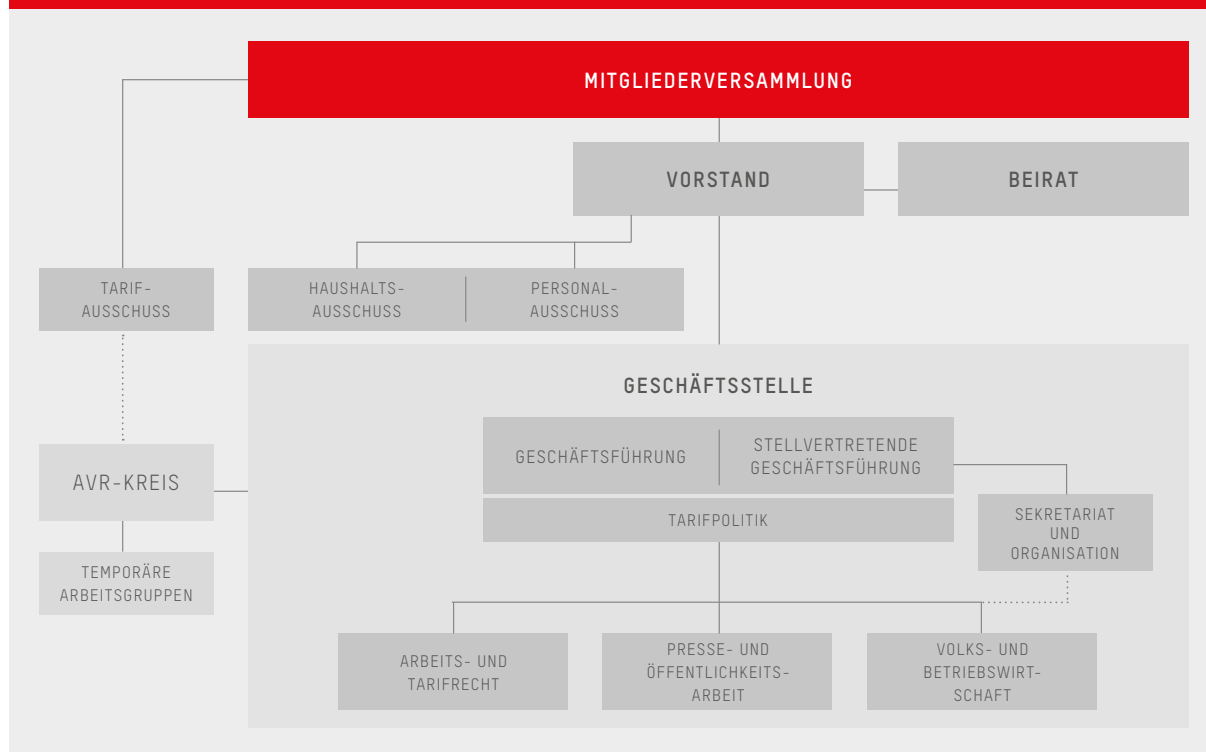 MITGLIEDERVERSAMMLUNG
VORSTAND
BEIRAT
TARIF-
AUSSCHUSS
HAUSHALTS-
AUSSCHUSS
PERSONAL-
AUSSCHUSS
GESCHÄFTSSTELLE
GESCHÄFTSFÜHRUNG
STELLVERTRETENDE
GESCHÄFTSFÜHRUNG
AVR-KREIS
TARIFPOLITIK
SEKRETARIAT
UND
ORGANISATION
TEMPORÄRE
ARBEITSGRUPPEN
ARBEITS- UND
TARIFRECHT
PRESSE- UND
ÖFFENTLICHKEITS-
ARBEIT
VOLKS- UND
BETRIEBSWIRT-
SCHAFT